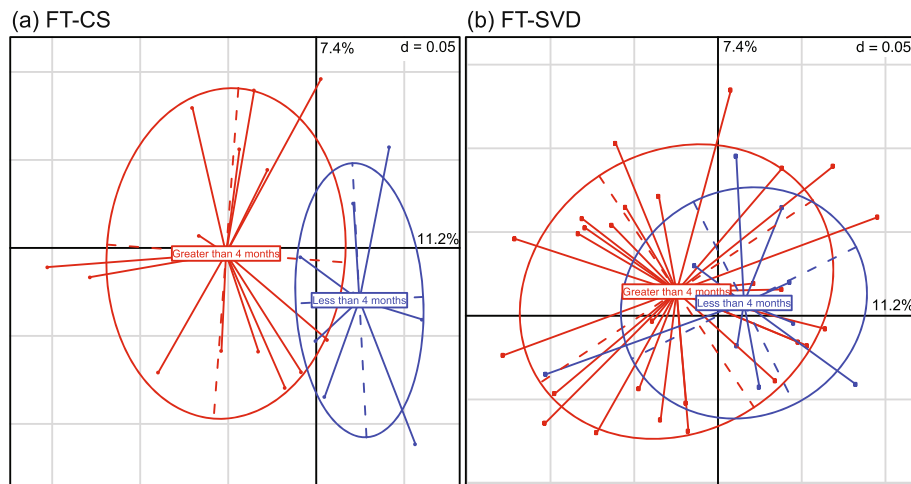 (a) FT-CS
7.4%
d = 0.05
11.2%
Greater than 4 months
Less than 4 months
(b) FT-SVD
7.4%
d = 0.05
11.2%
Greater than 4 months
Less than 4 months